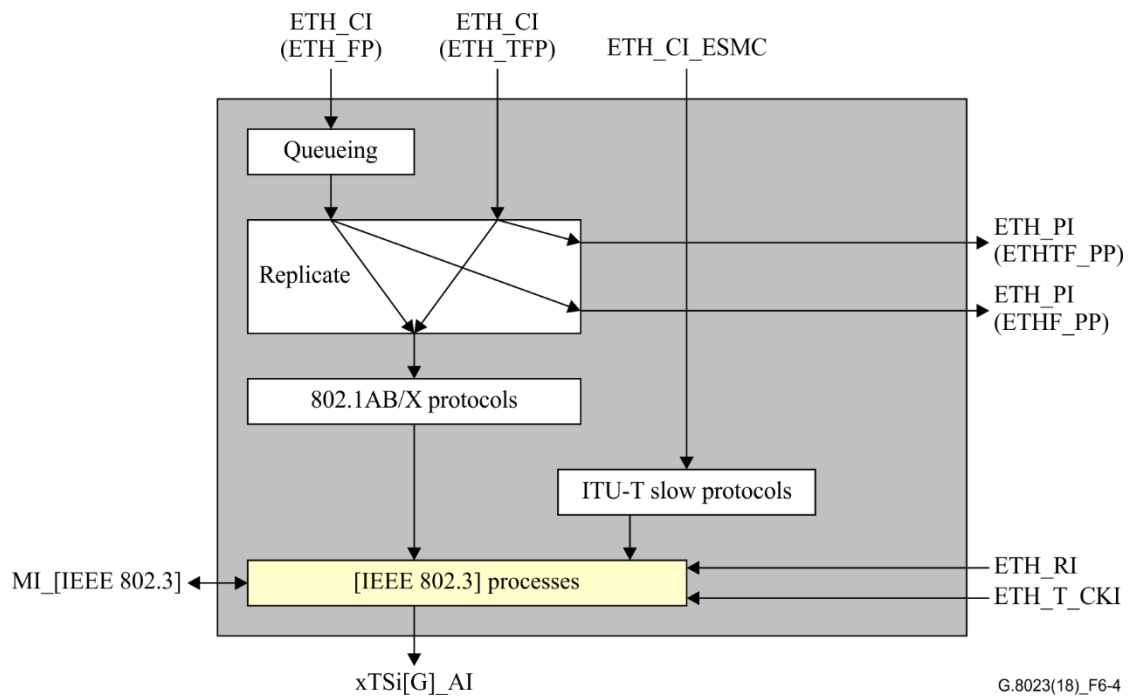 ETH_CI
(ETH_FP)
ETH_CI
(ETH_TFP)
ETH_CI_ESMC
Queueing
Replicate
ETH_PI
(ETHTF_PP)
ETH_PI
(ETHF_PP)
802.1AB/X protocols
ITU-T slow protocols
MI_[IEEE 802.3]
[IEEE 802.3] processes
ETH_RI
ETH_T_CKI
xTSi[G]_AI
G.8023(18)_F6-4